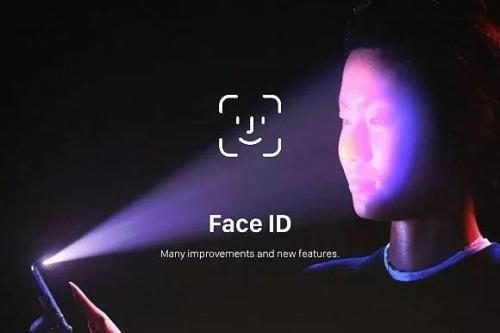 Face ID
Many improvements and new features.